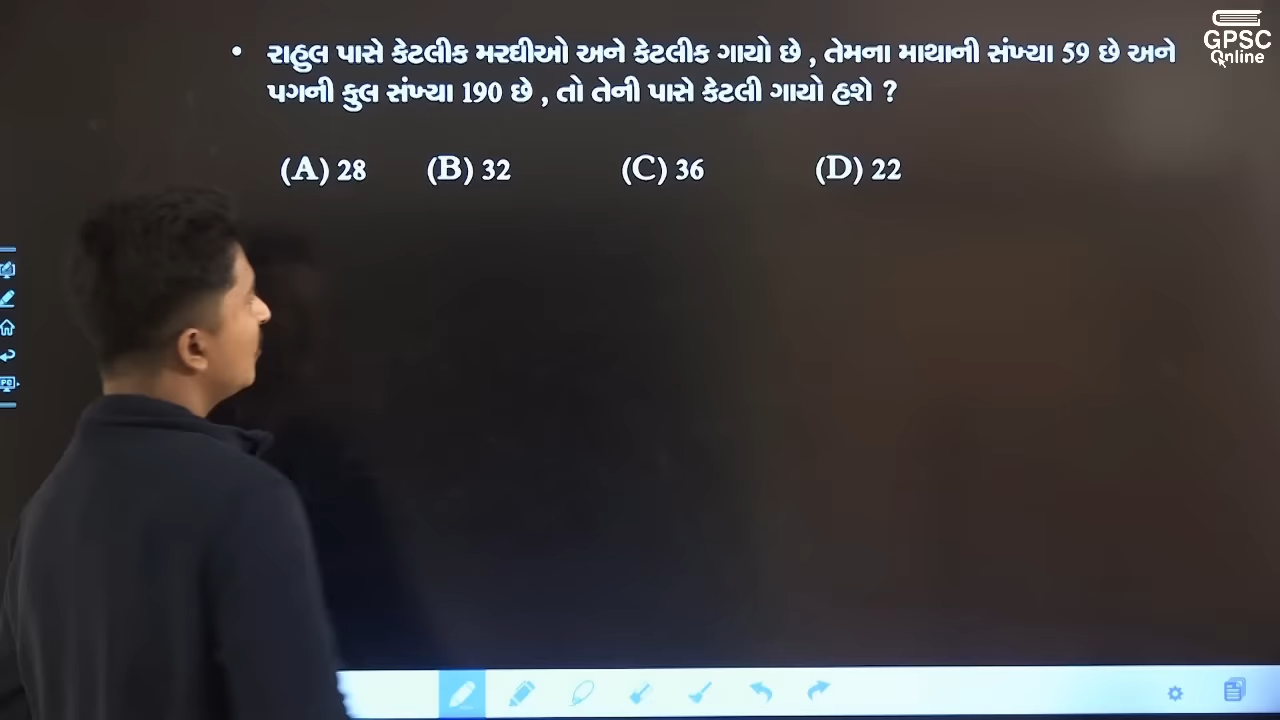 GPSC
Online
• રાહુલ પાસે કેટલીક મરઘીઓ અને કેટલીક ગાયો છે , તેમના માથાની સંખ્યા 59 છે અને
પગની કુલ સંખ્યા 190 છે , તો તેની પાસે કેટલી ગાયો હશે ?
(A) 28 (B) 32 (C) 36 (D) 22